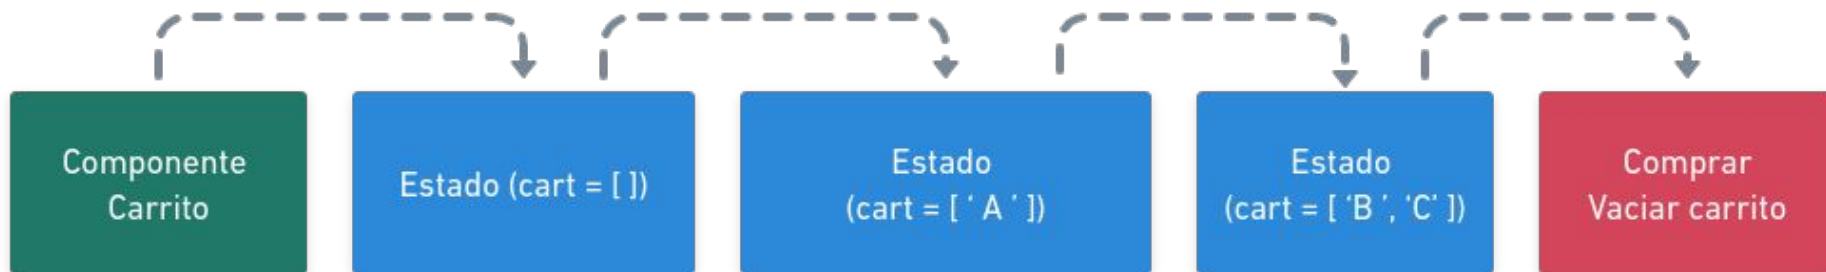 Componente
Carrito
Estado (cart = [ ])
Estado
(cart = [ ‘ A ’ ])
Estado
(cart = [ ‘B ’, ‘C’ ])
Comprar
Vaciar carrito